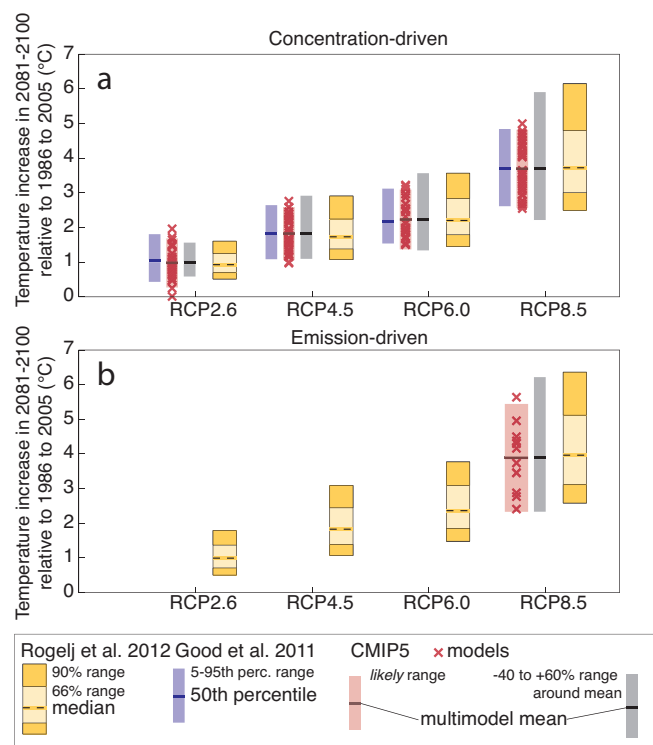 Concentration-driven
Temperature increase in 2081-2100
relative to 1986 to 2005 (°C)
a
7
6
5
4
3
2
1
0
RCP2.6 RCP4.5 RCP6.0 RCP8.5
Emission-driven
Temperature increase in 2081-2100
relative to 1986 to 2005 (°C)
b
7
6
5
4
3
2
1
0
RCP2.6 RCP4.5 RCP6.0 RCP8.5
Rogelj et al. 2012
90% range
66% range
median
Good et al. 2011
5-95th perc. range
50th percentile
CMIP5
models
likely range
-40 to +60% range
around mean
multimodel mean